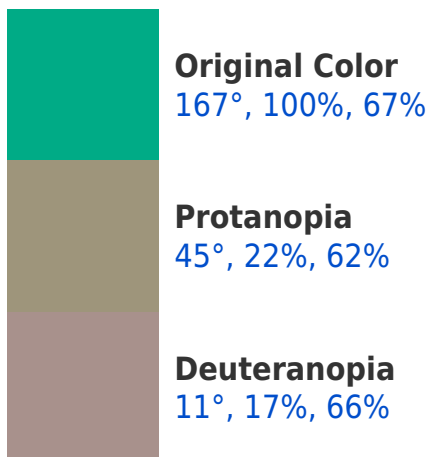 Original Color
167°, 100%, 67%
Protanopia
45°, 22%, 62%
Deuteranopia
11°, 17%, 66%